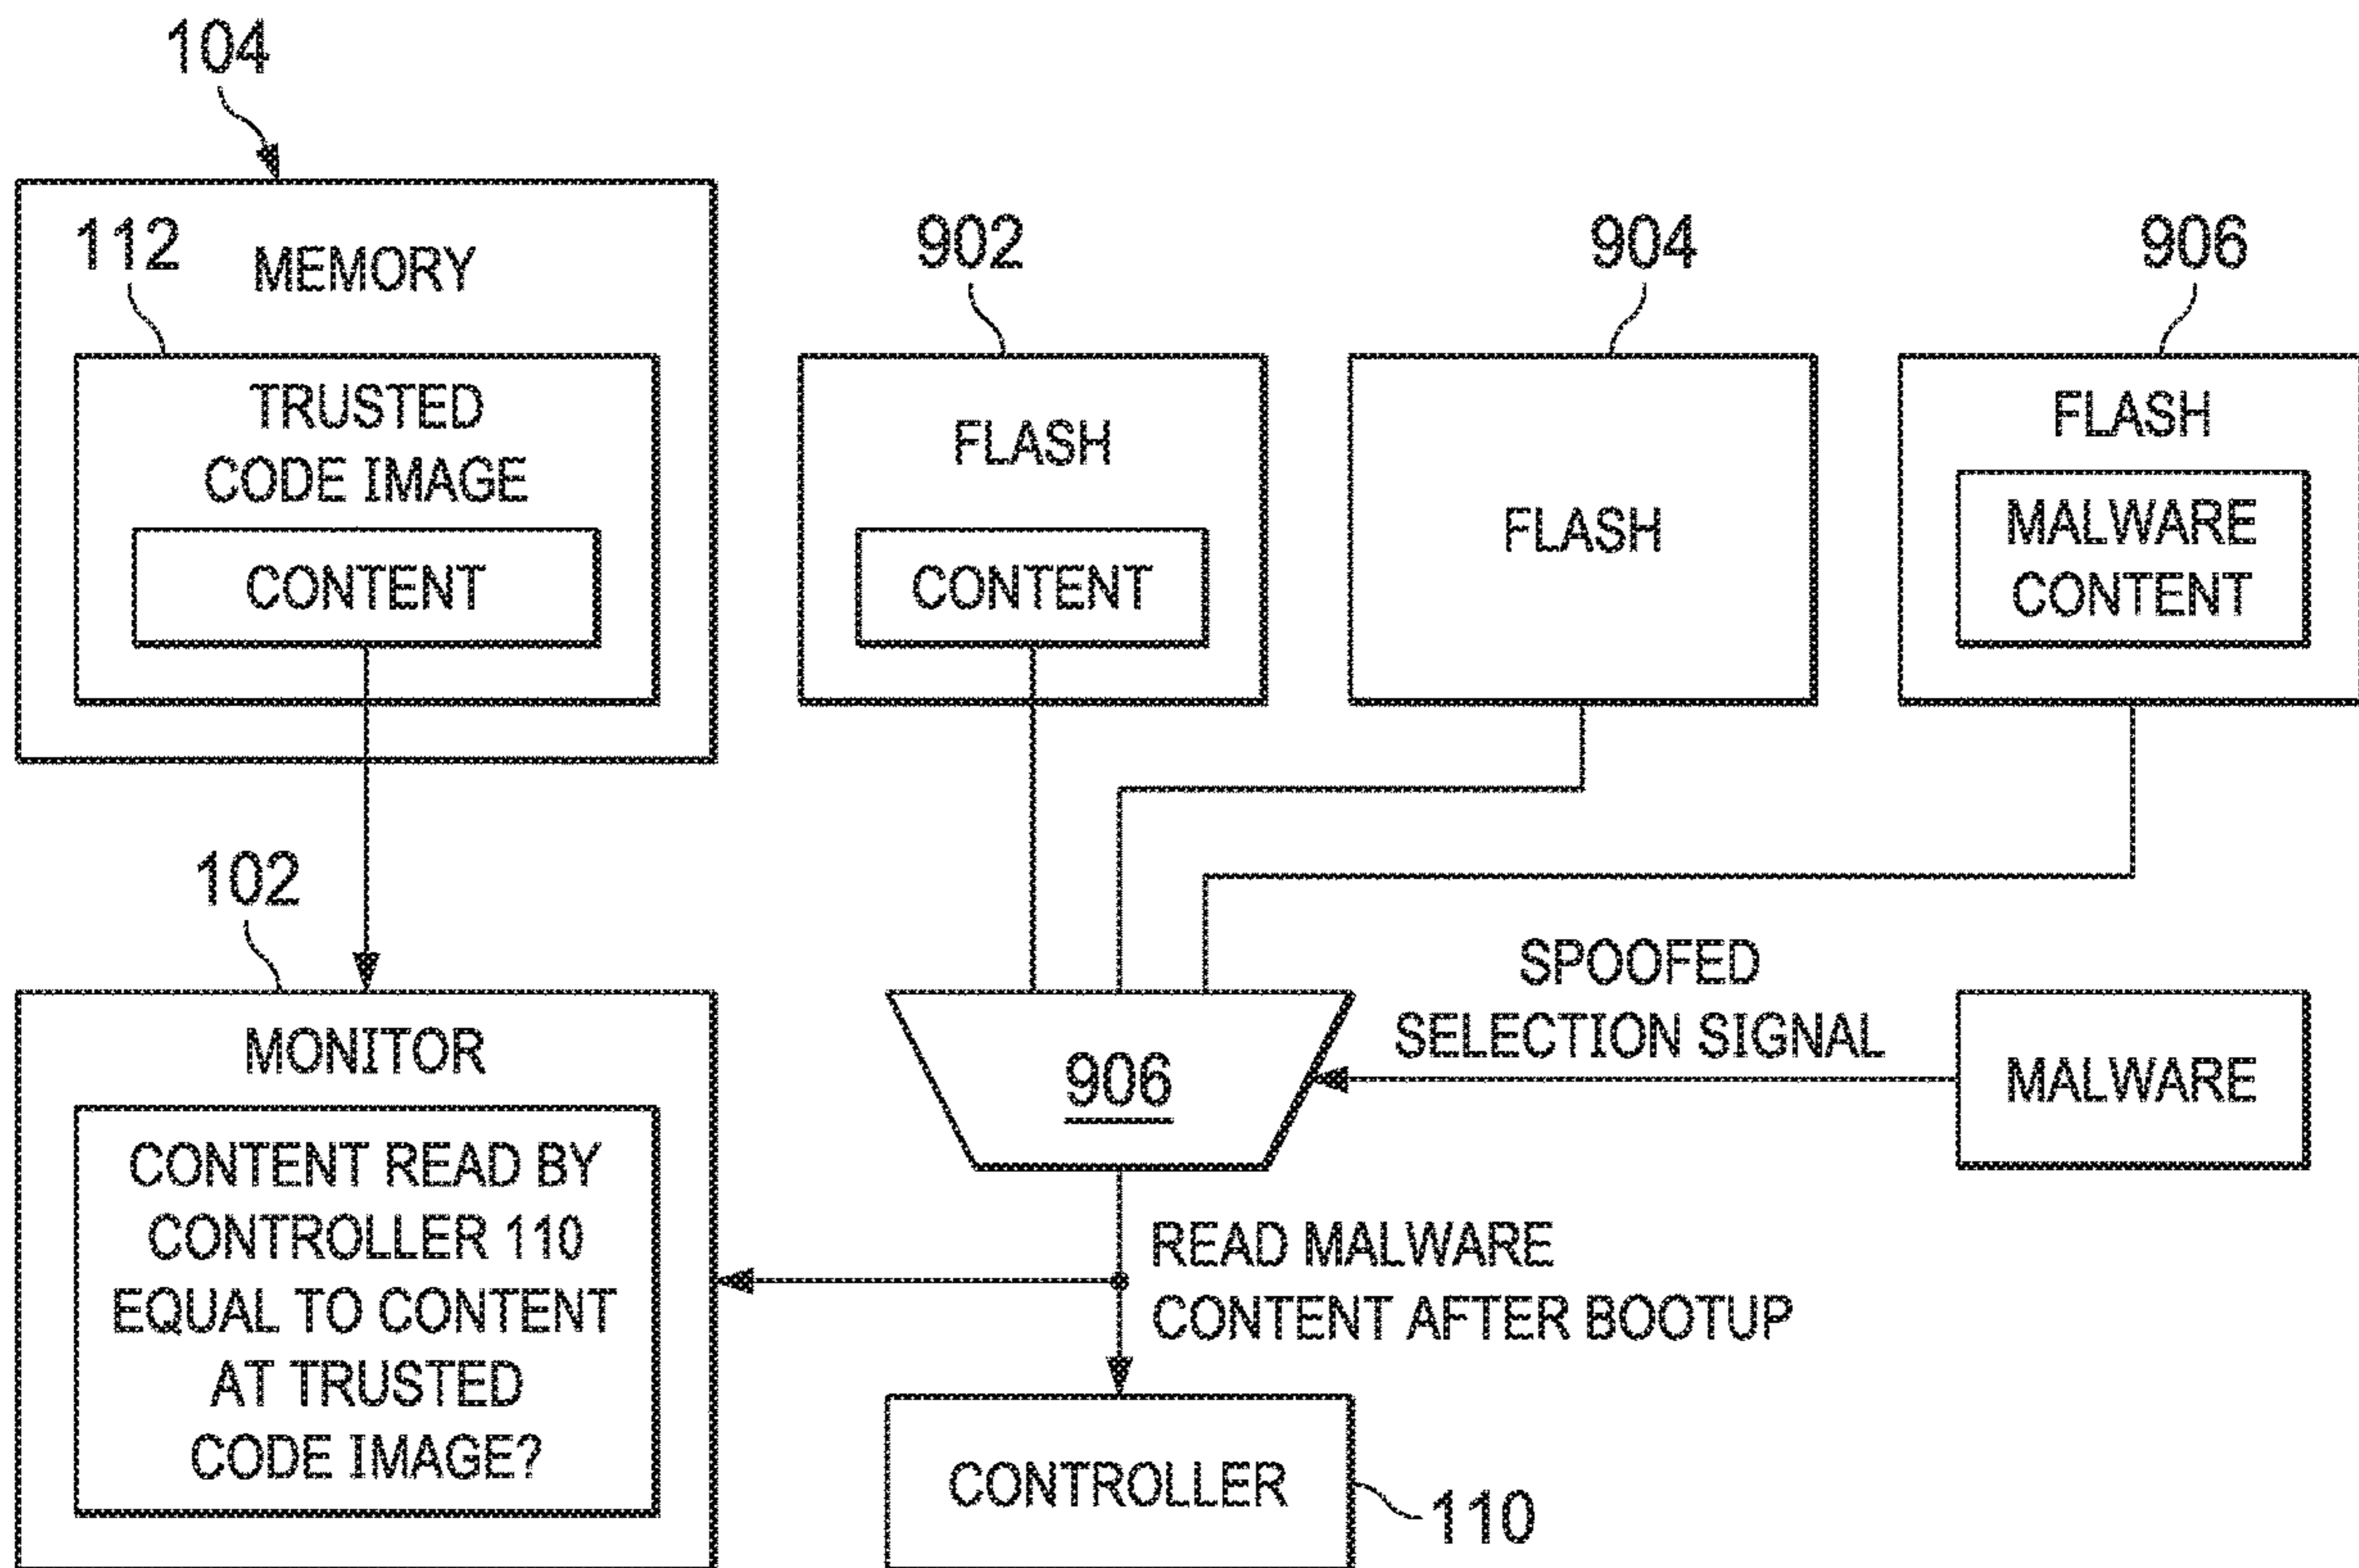 104
112
MEMORY
TRUSTED
CODE IMAGE
CONTENT
902
FLASH
CONTENT
904
FLASH
906
FLASH
MALWARE
CONTENT
102
MONITOR
CONTENT READ BY
CONTROLLER 110
EQUAL TO CONTENT
AT TRUSTED
CODE IMAGE?
906
SPOOFED
SELECTION SIGNAL
MALWARE
READ MALWARE
CONTENT AFTER BOOTUP
CONTROLLER
110